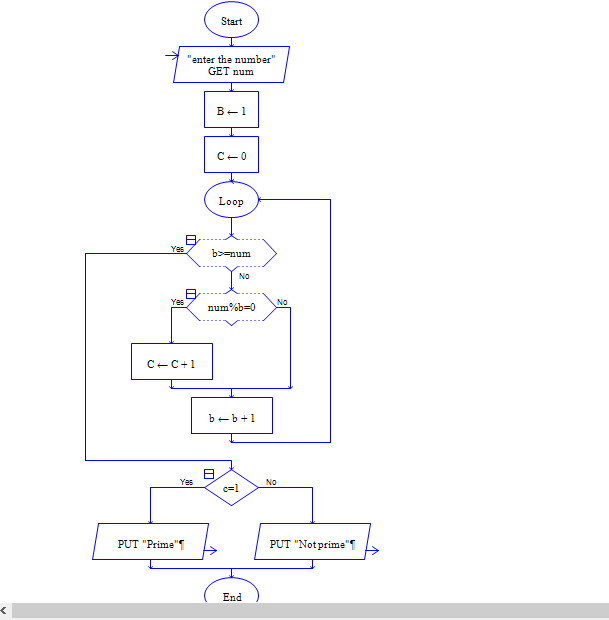 Start
"enter the number"
GET num
B ← 1
C ← 0
Loop
Yes
b>=num
No
Yes
num%b=0
No
C ← C + 1
b ← b + 1
Yes
c=1
No
PUT "Prime"¶
PUT "Not prime"¶
End